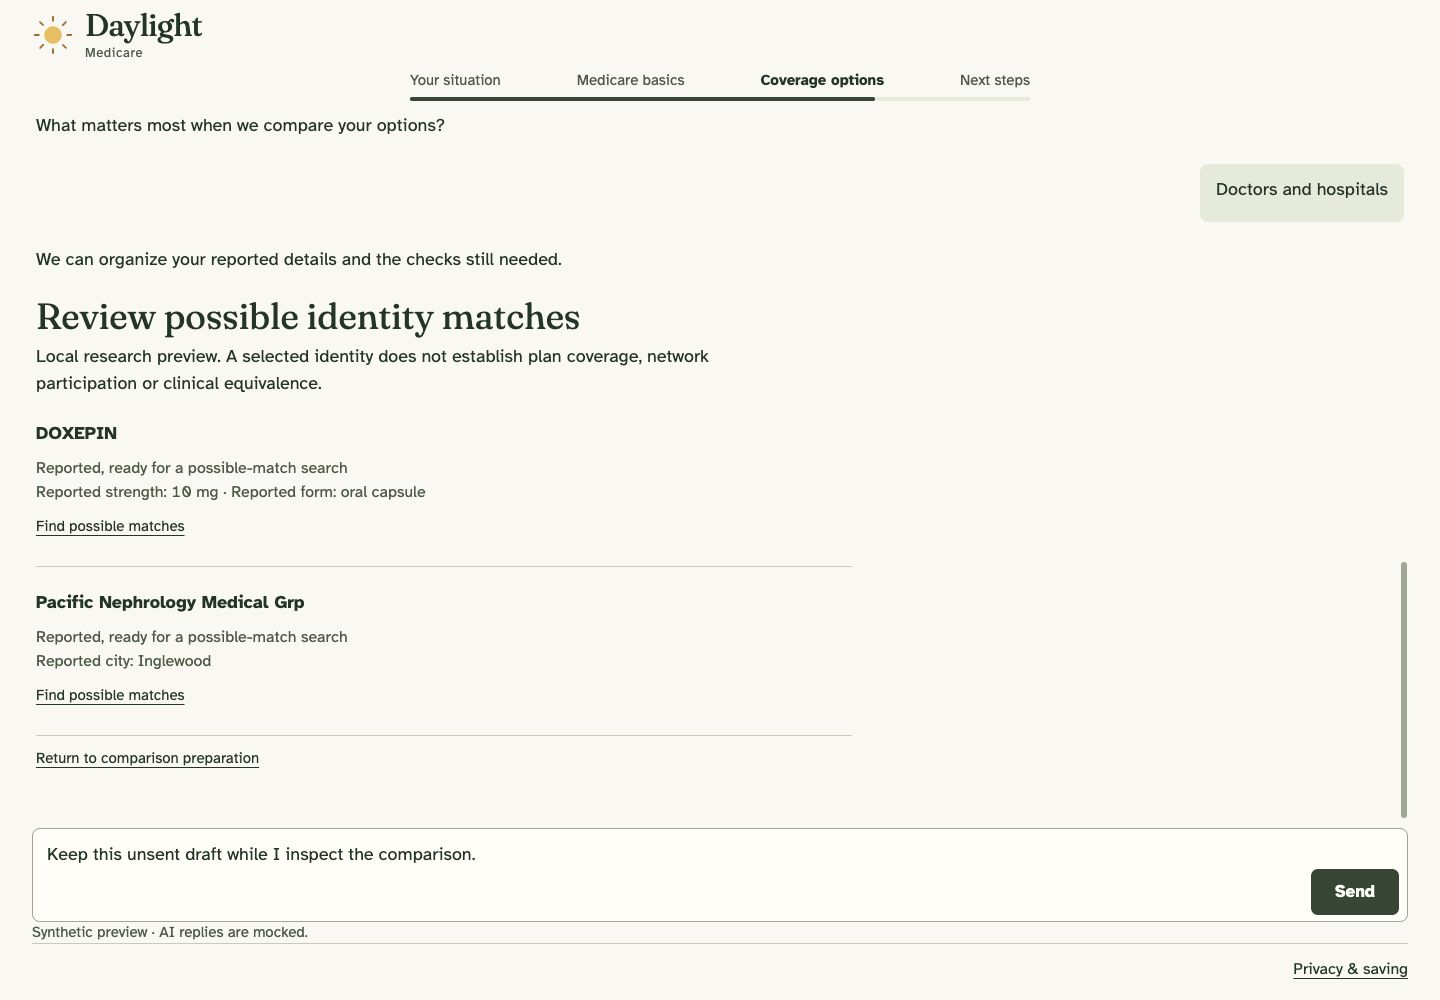 Daylight
Medicare
Your situation
Medicare basics
Coverage options
Next steps
What matters most when we compare your options?
Doctors and hospitals
We can organize your reported details and the checks still needed.
Review possible identity matches
Local research preview. A selected identity does not establish plan coverage, network
participation or clinical equivalence.
DOXEPIN
Reported, ready for a possible-match search
Reported strength: 10 mg · Reported form: oral capsule
Find possible matches
Pacific Nephrology Medical Grp
Reported, ready for a possible-match search
Reported city: Inglewood
Find possible matches
Return to comparison preparation
Keep this unsent draft while I inspect the comparison.
Send
Synthetic preview · AI replies are mocked.
Privacy & saving